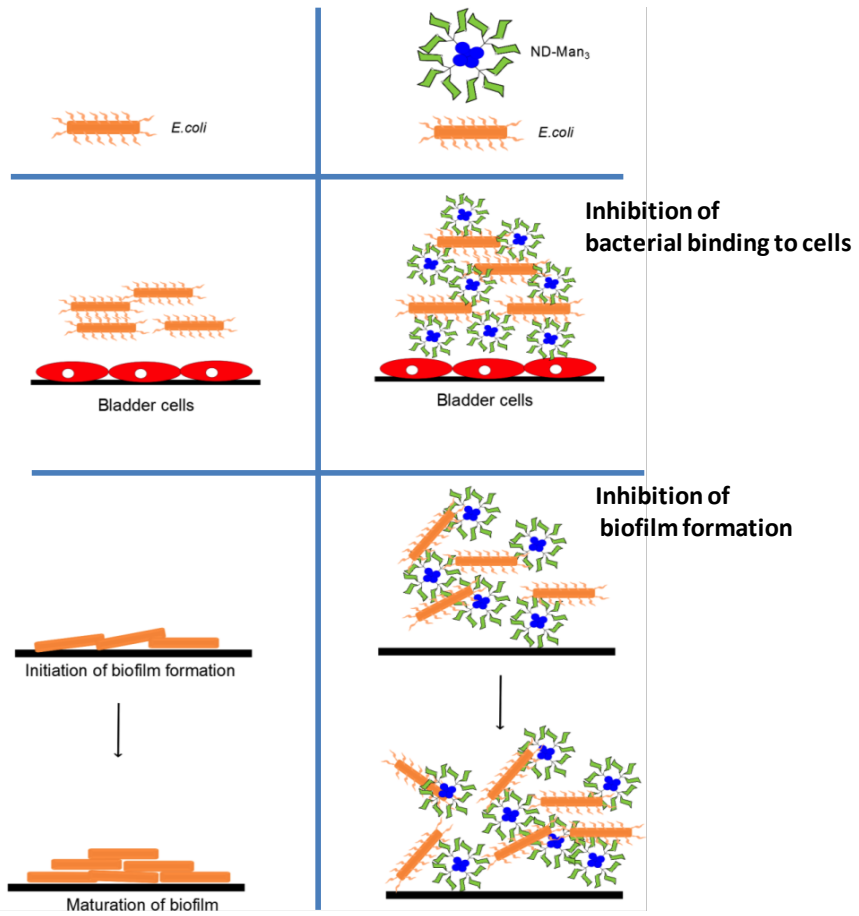 ND-Man₃
E.coli
E.coli
Inhibition of
bacterial binding to cells
Bladder cells
Bladder cells
Inhibition of
biofilm formation
Initiation of biofilm formation
Maturation of biofilm